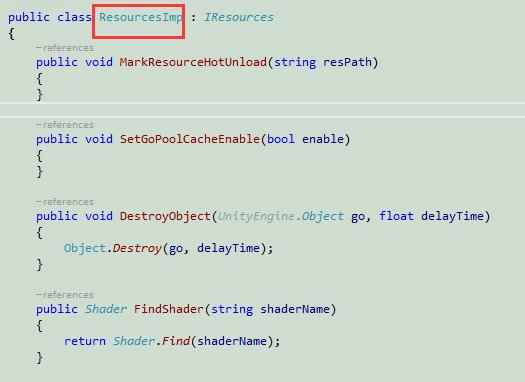 public class ResourcesImp : IResources
{
–references
public void MarkResourceHotUnload(string resPath)
{
}
–references
public void SetGoPoolCacheEnable(bool enable)
{
}
–references
public void DestroyObject(UnityEngine.Object go, float delayTime)
{
Object.Destroy(go, delayTime);
}
–references
public Shader FindShader(string shaderName)
{
return Shader.Find(shaderName);
}